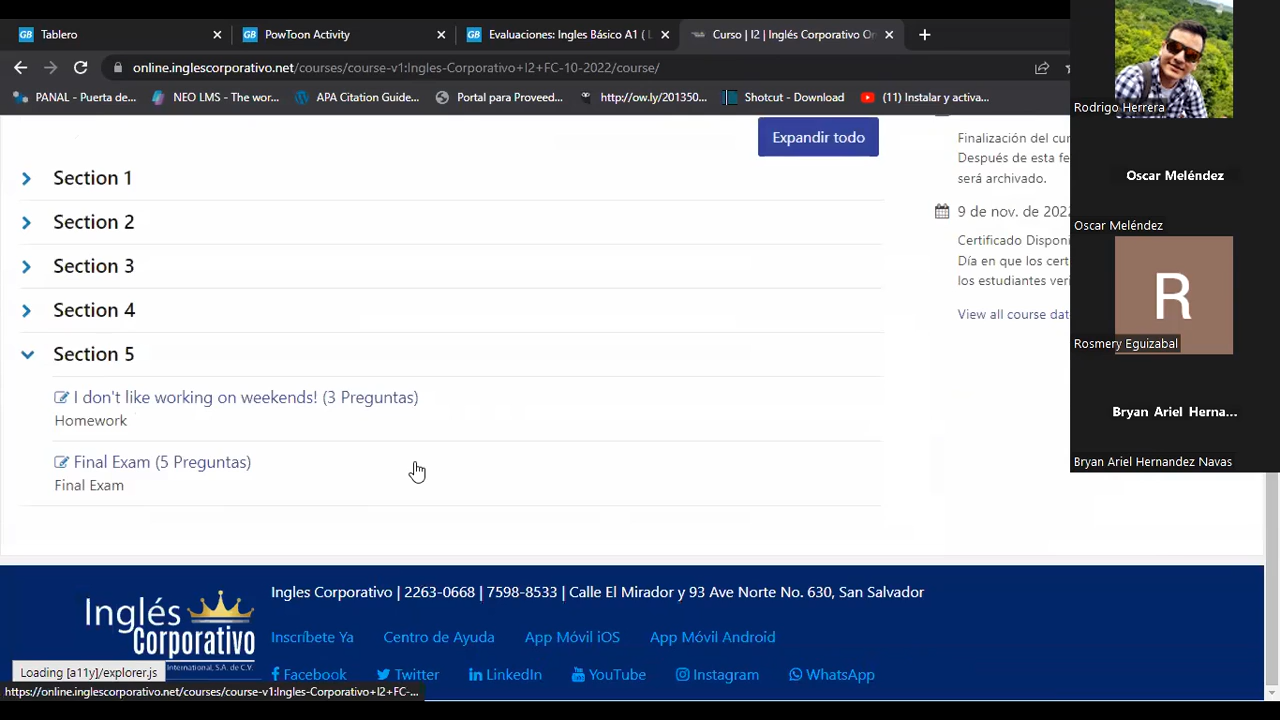 Tablero
PowToon Activity
Evaluaciones: Ingles Básico A1 ( L
Curso | I2 | Inglés Corporativo On
online.inglescorporativo.net/courses/course-v1:Ingles-Corporativo+I2+FC-10-2022/course/
PANAL - Puerta de...
NEO LMS - The wor...
APA Citation Guide...
Portal para Proveed...
http://ow.ly/201350...
Shotcut - Download
(11) Instalar y activa...
Expandir todo
Section 1
Section 2
Section 3
Section 4
Section 5
I don't like working on weekends! (3 Preguntas)
Homework
Final Exam (5 Preguntas)
Final Exam
Finalización del cur
Después de esta fe
será archivado.
9 de nov. de 2022
Certificado Disponi
Día en que los cert
los estudiantes veri
View all course dat
Rodrigo Herrera
Oscar Meléndez
Oscar Meléndez
R
Rosmery Eguizabal
Bryan Ariel Herna...
Bryan Ariel Hernandez Navas
Inglés
Corporativo
International, S.A. de C.V.
Ingles Corporativo | 2263-0668 | 7598-8533 | Calle El Mirador y 93 Ave Norte No. 630, San Salvador
Inscríbete Ya
Centro de Ayuda
App Móvil iOS
App Móvil Android
Facebook
Twitter
LinkedIn
YouTube
Instagram
WhatsApp
Loading [a11y]/explorer.js
https://online.inglescorporativo.net/courses/course-v1:Ingles-Corporativo+I2+FC-...